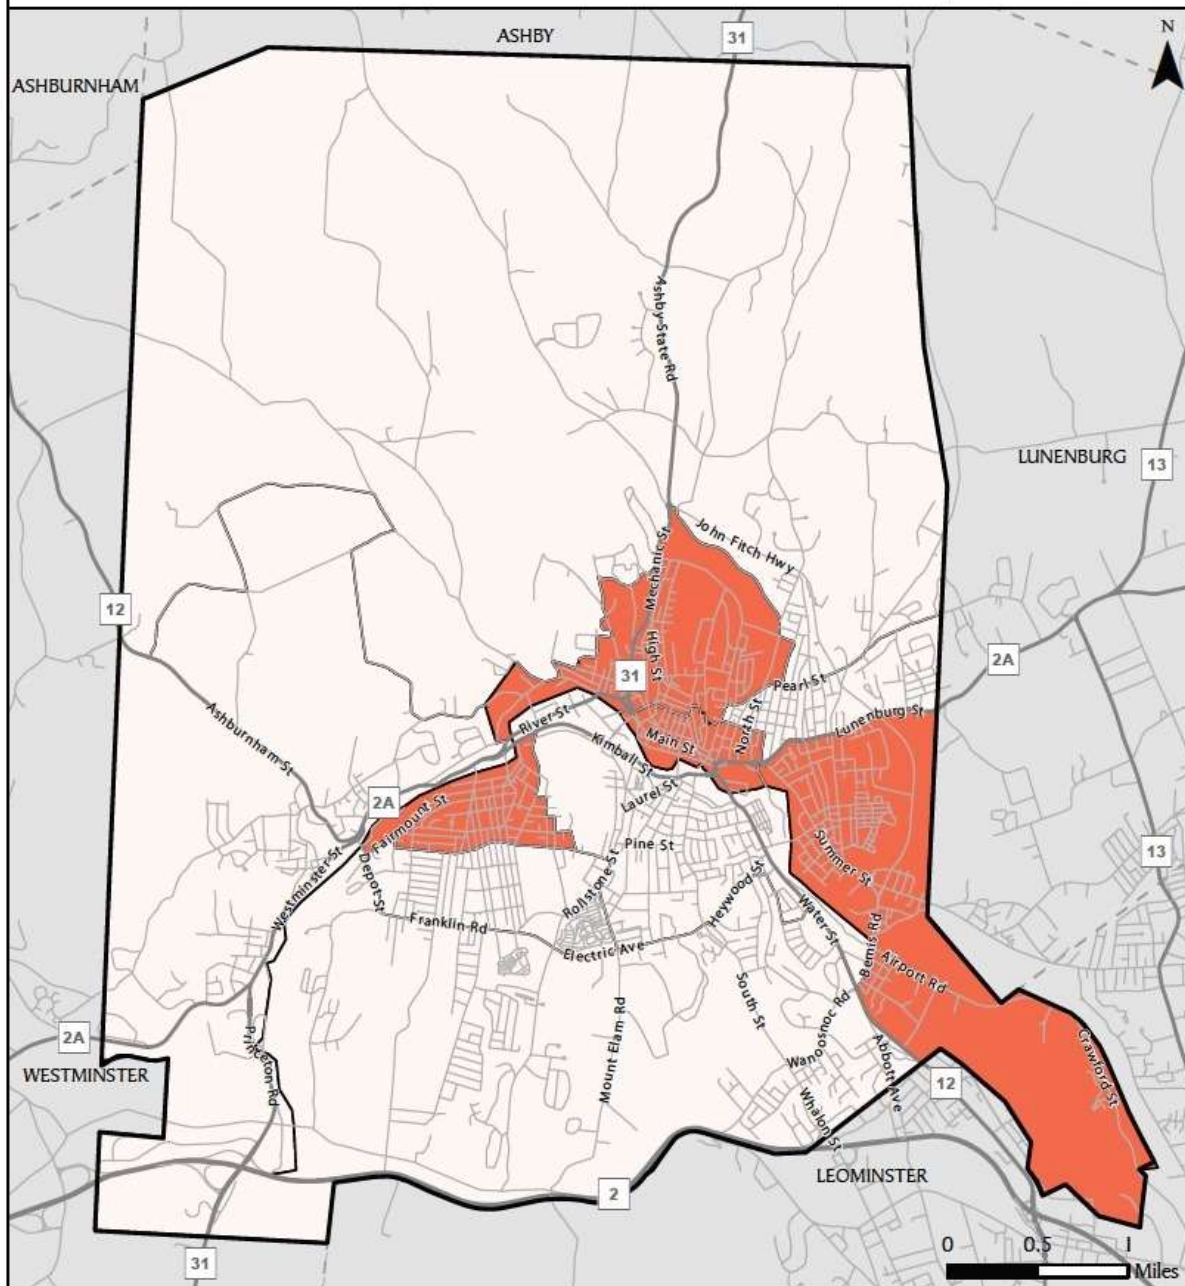 ASHBY
31
N
ASHBURNHAM
Ashby State Rd
LUNENBURG
13
John Fitch Hwy
Mechanic St
12
High St
31
2A
Pearl St
Ashburnham St
River St
North St
Lunenburg St
Main St
Kimball St
2A
Laurel St
Fairmount St
Pine St
Summer St
13
Westminster St
Depot St
Rollstone St
Heywood St
Water St
Franklin Rd
Electric Ave
Bemis Rd
Airport Rd
South St
2A
WESTMINSTER
Princeton Rd
Mount Elam Rd
Wanoosnoc Rd
Abbott Ave
Crawford St
12
Whalon St
LEOMINSTER
2
31
0 0.5 1
Miles